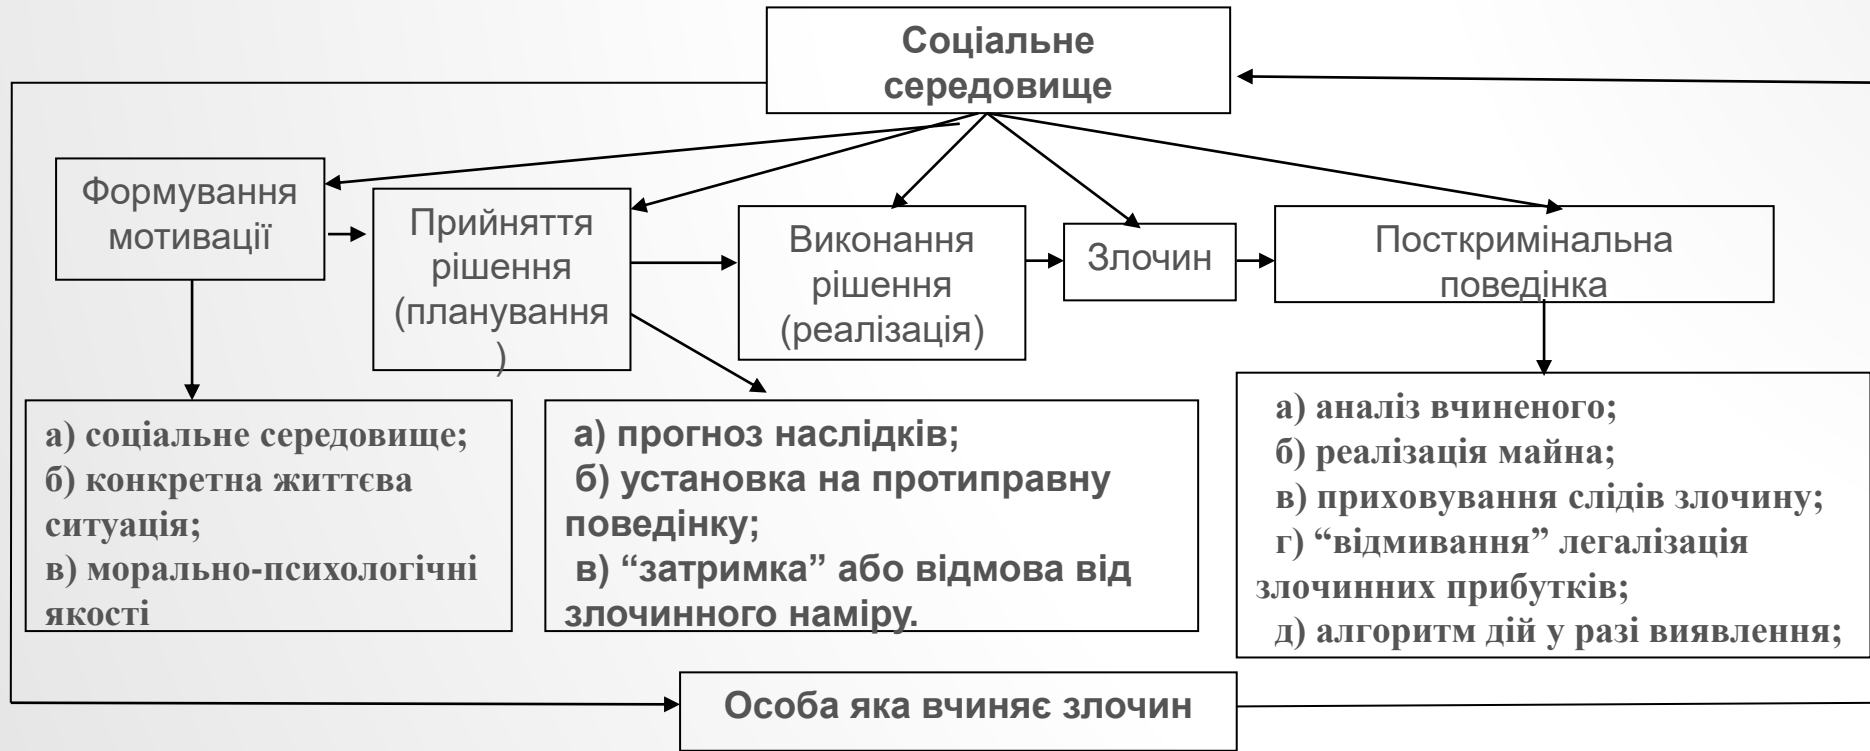 Соціальне
середовище
Формування
мотивації
Прийняття
рішення
(планування
)
Виконання
рішення
(реалізація)
Злочин
Посткримінальна
поведінка
а) соціальне середовище;
б) конкретна життєва
ситуація;
в) морально-психологічні
якості
а) прогноз наслідків;
б) установка на протиправну
поведінку;
в) “затримка” або відмова від
злочинного наміру.
а) аналіз вчиненого;
б) реалізація майна;
в) приховування слідів злочину;
г) “відмивання” легалізація
злочинних прибутків;
д) алгоритм дій у разі виявлення;
Особа яка вчиняє злочин